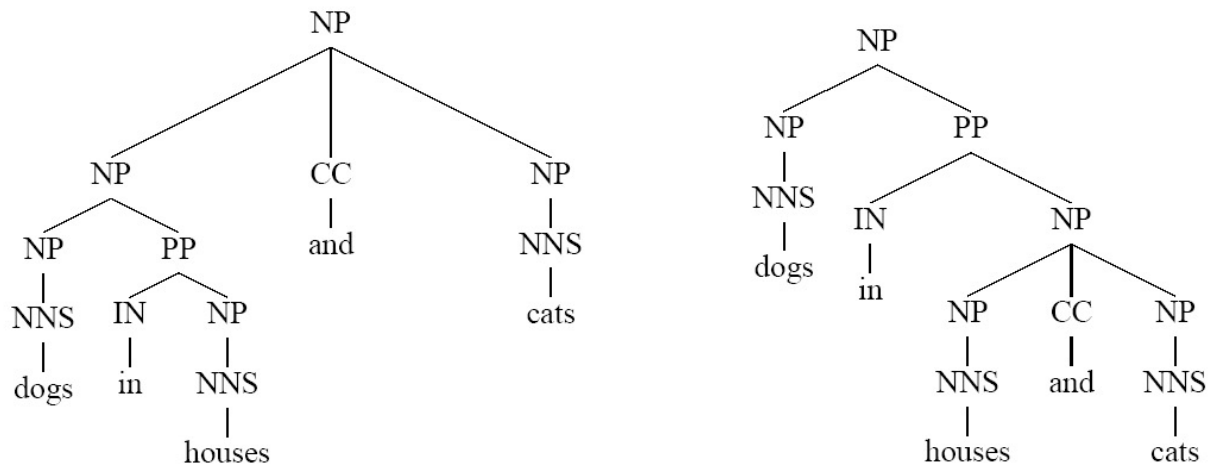 NP
NP CC NP
NP PP and NNS
NNS IN NP cats
dogs in NNS
houses
NP
NP PP
NNS IN NP
dogs in NP CC NP
NNS and NNS
houses cats